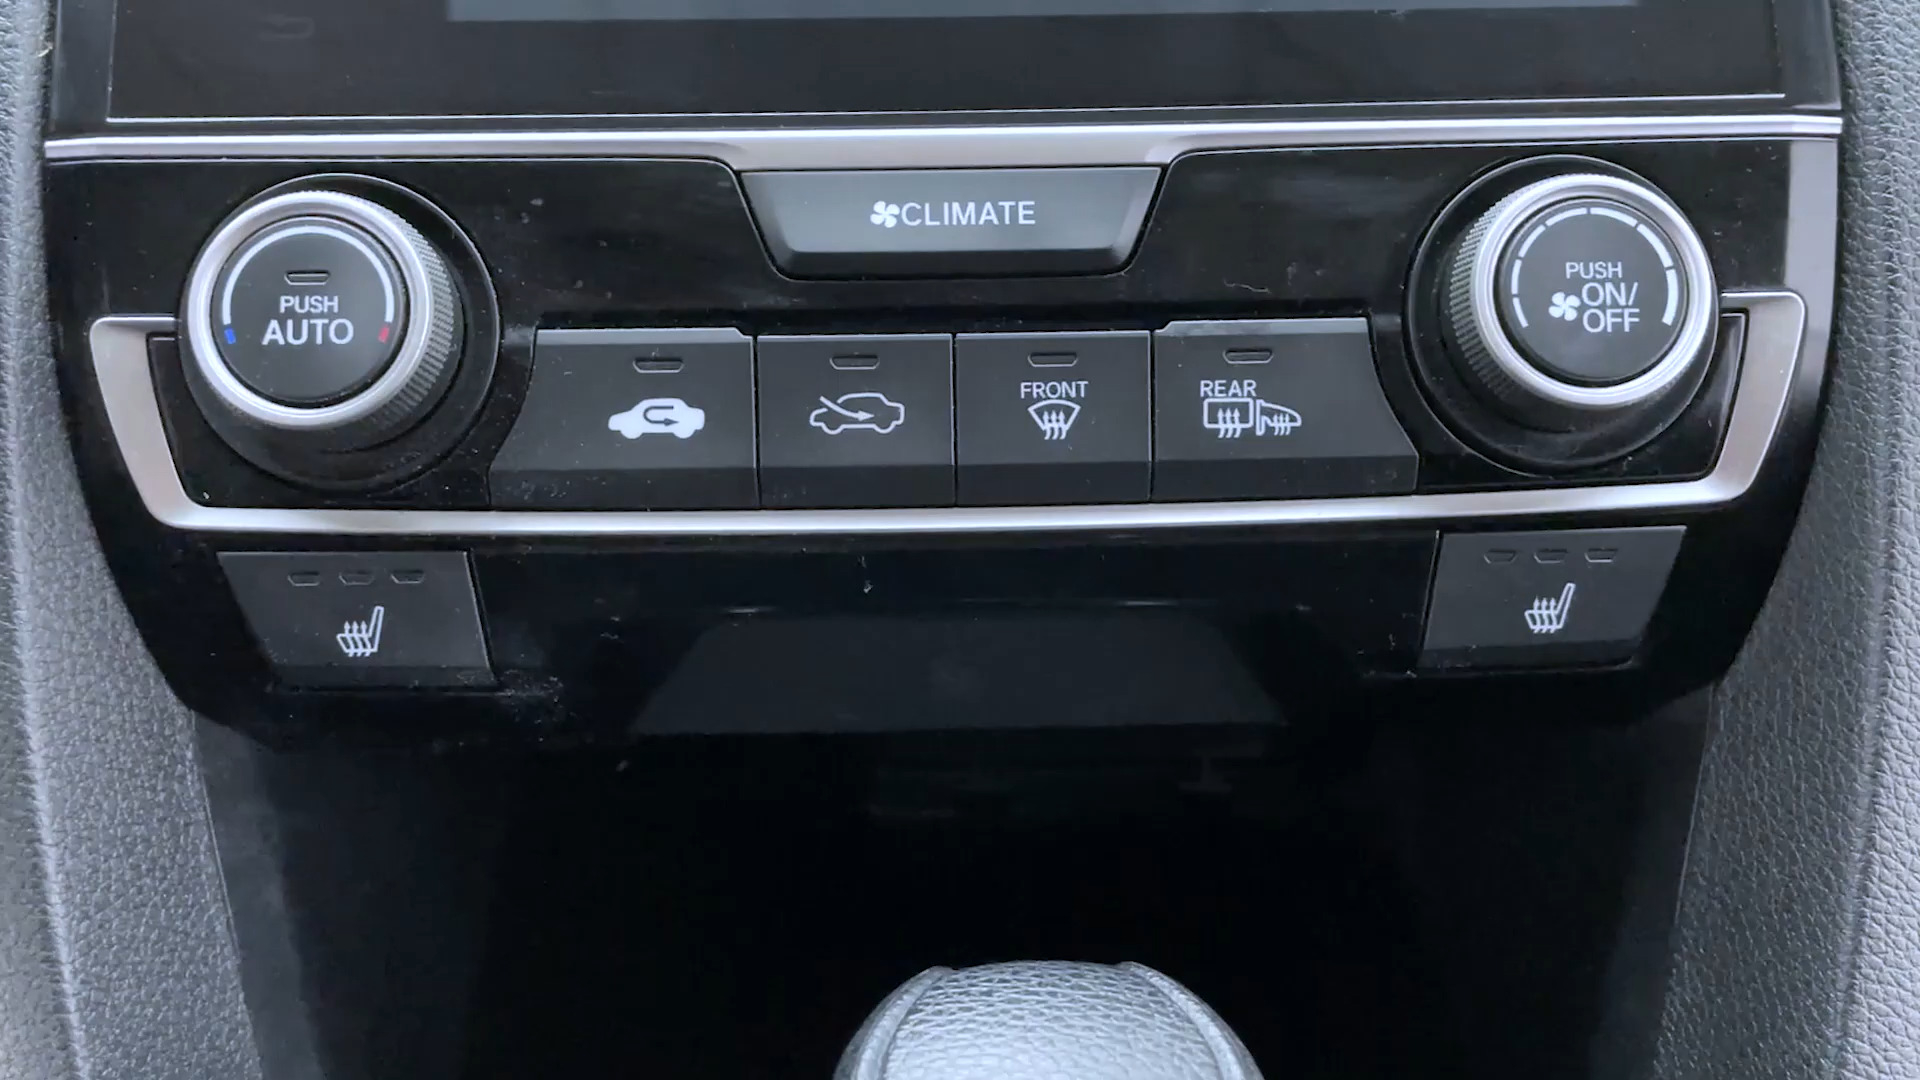 CLIMATE
PUSH
AUTO
PUSH
ON/
OFF
FRONT
REAR